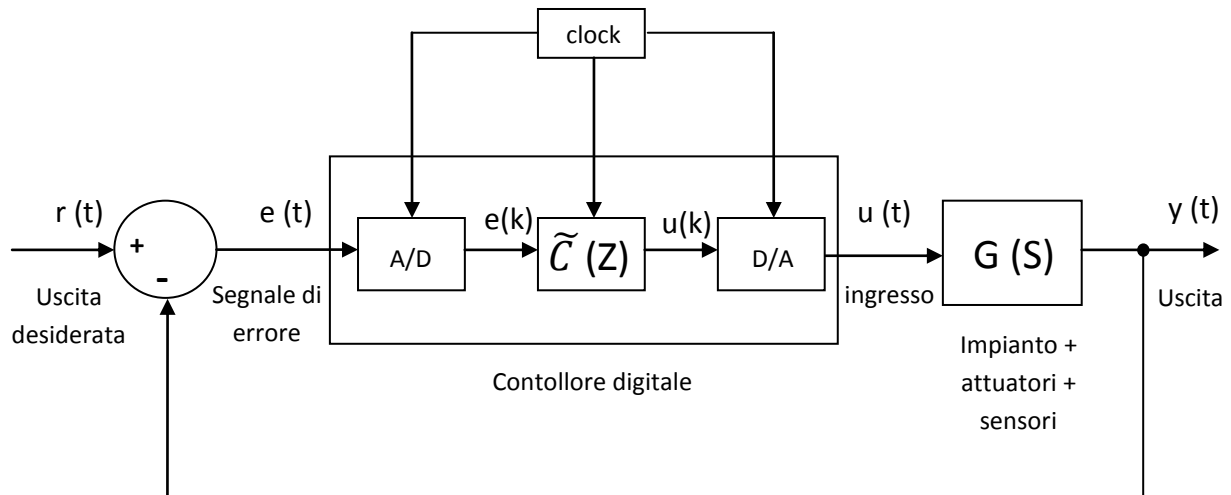 clock
r (t)
e (t)
e(k)
u(k)
u (t)
y (t)
+
-
A/D
C̃ (Z)
D/A
G (S)
Uscita
desiderata
Segnale di
errore
ingresso
Uscita
Contollore digitale
Impianto +
attuatori +
sensori